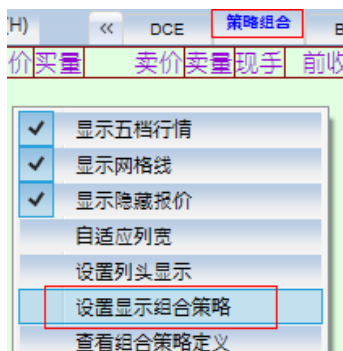 (H) « DCE 策略组合
价 买量 卖价 卖量 现手 前收
显示五档行情
显示网格线
显示隐藏报价
自适应列宽
设置列头显示
设置显示组合策略
查看组合策略定义